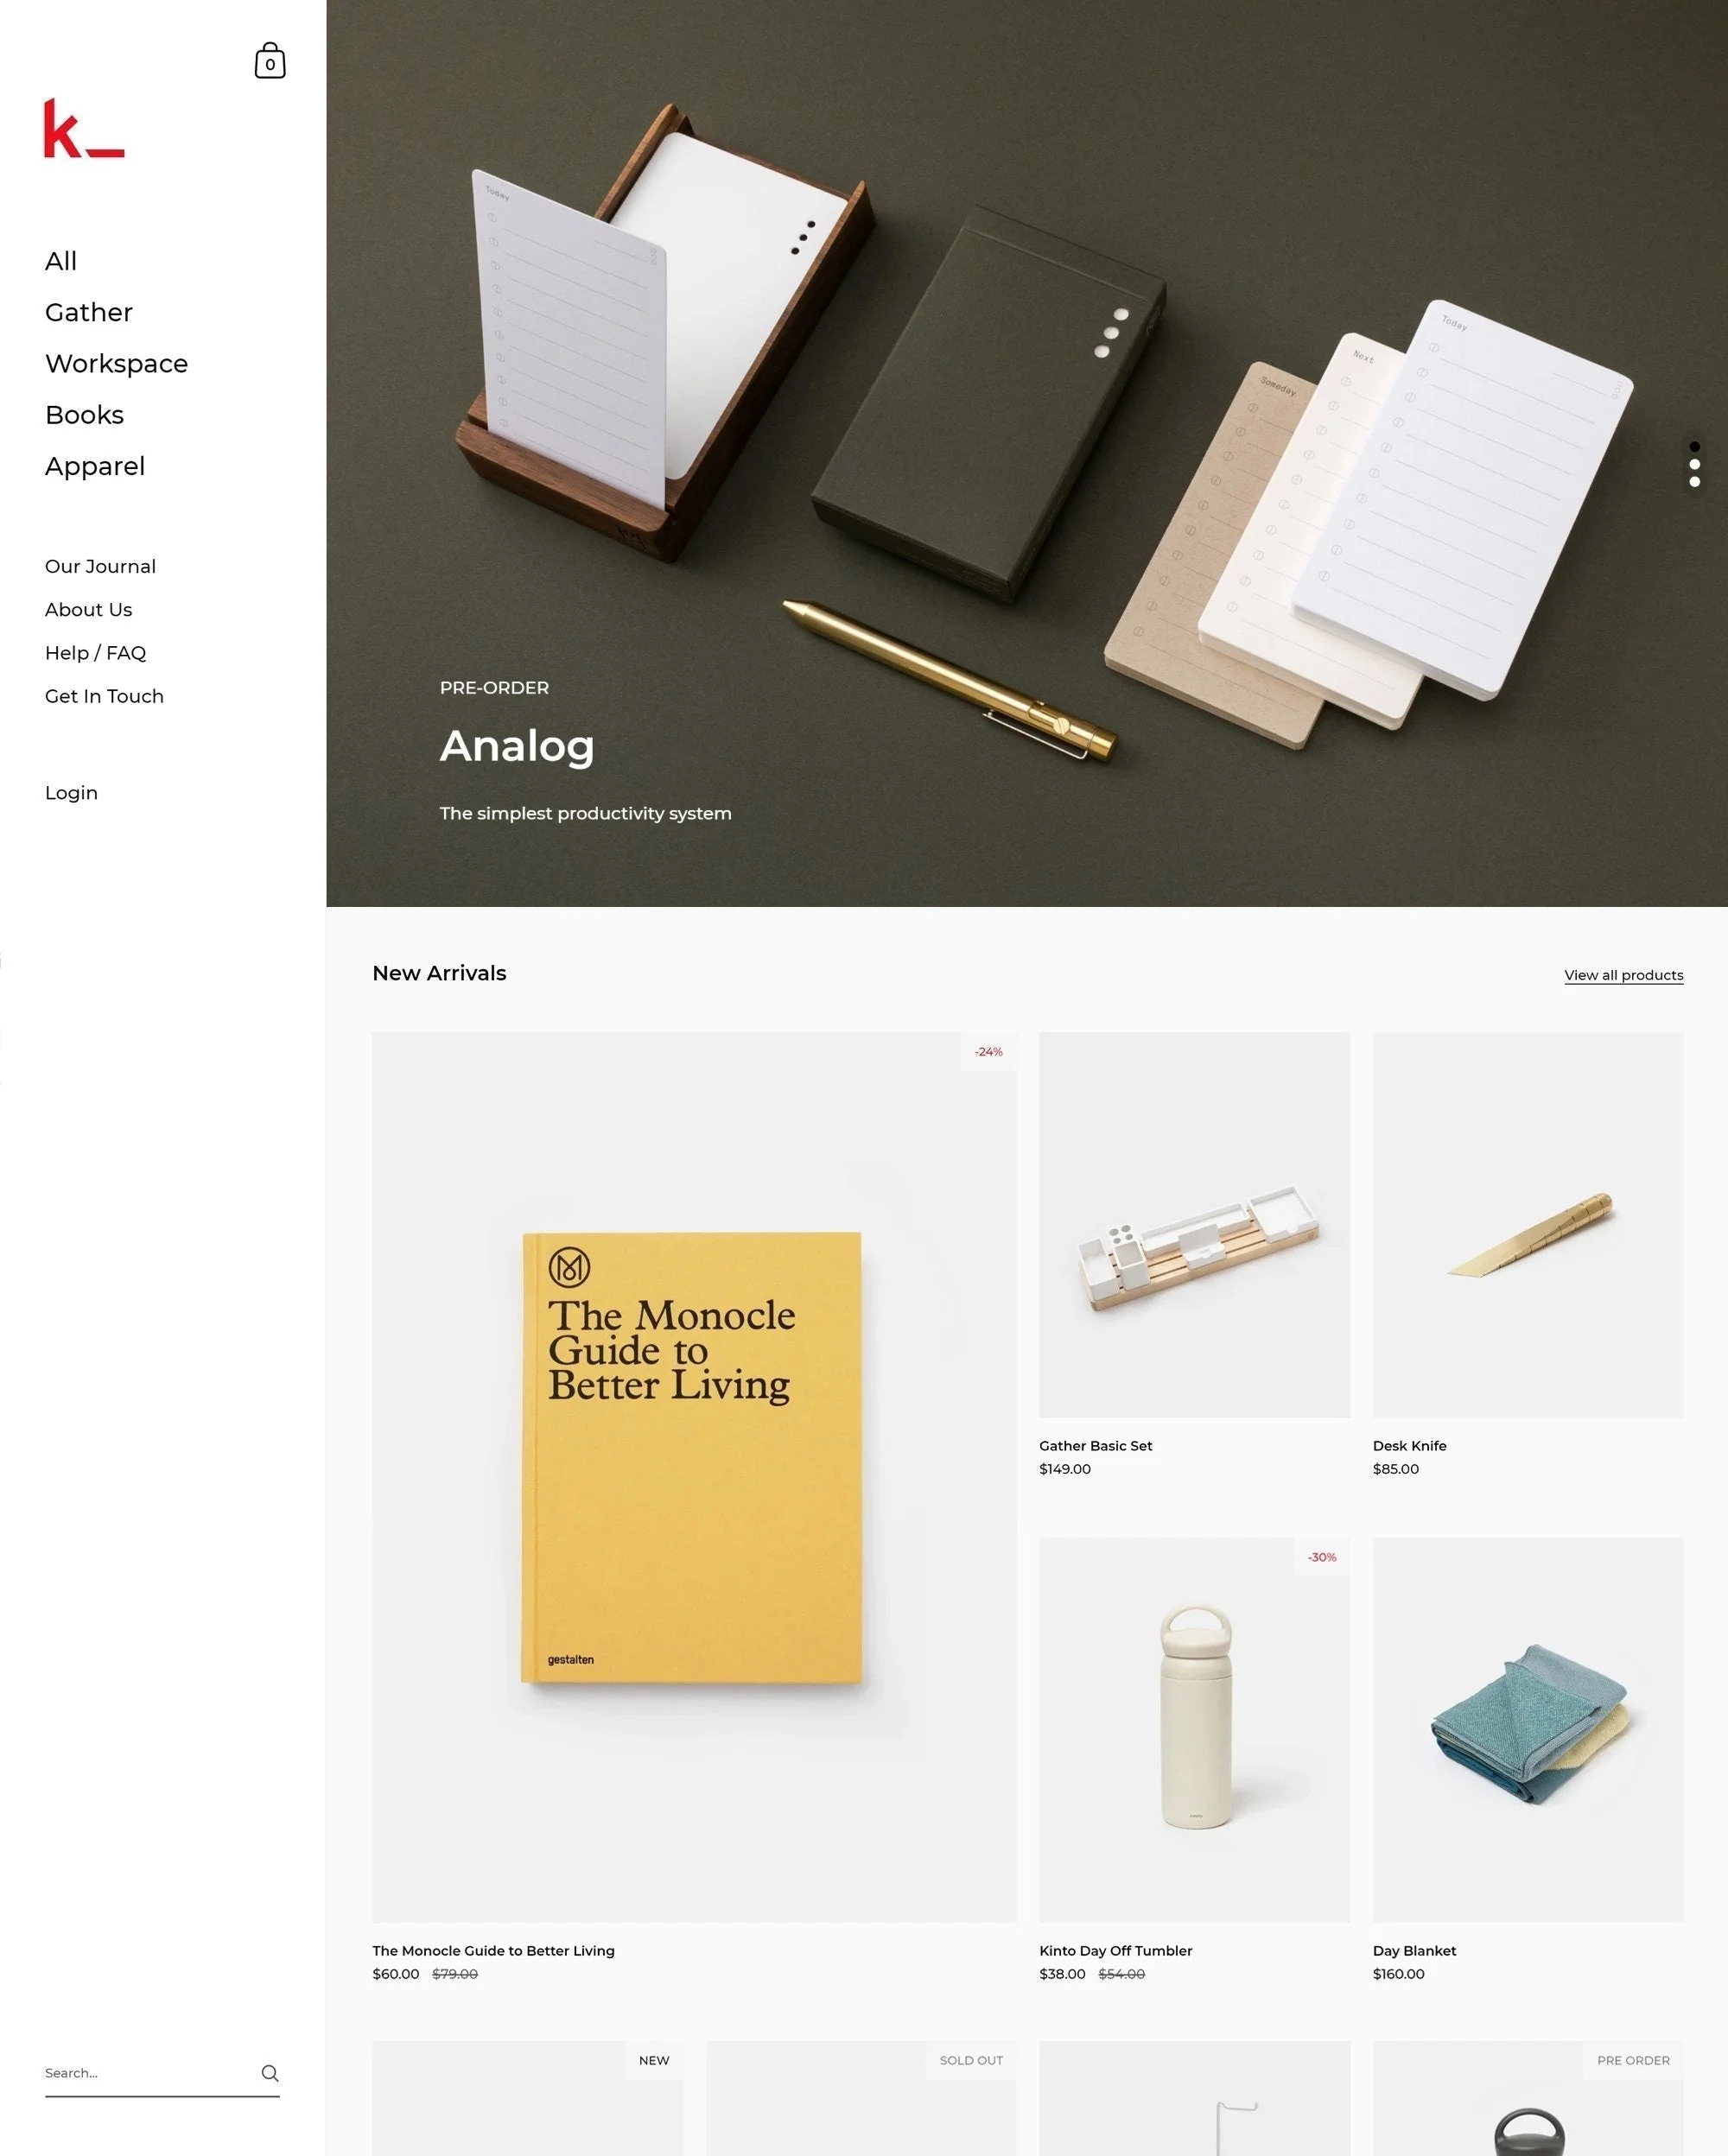 0
k_
All
Gather
Workspace
Books
Apparel
Our Journal
About Us
Help / FAQ
Get In Touch
Login
Search...
Today
Someday
Next
Today
PRE-ORDER
Analog
The simplest productivity system
New Arrivals
View all products
-24%
The Monocle
Guide to
Better Living
gestalten
The Monocle Guide to Better Living
$60.00 $79.00
Gather Basic Set
$149.00
Desk Knife
$85.00
-30%
Kinto Day Off Tumbler
$38.00 $54.00
Day Blanket
$160.00
NEW
SOLD OUT
PRE ORDER